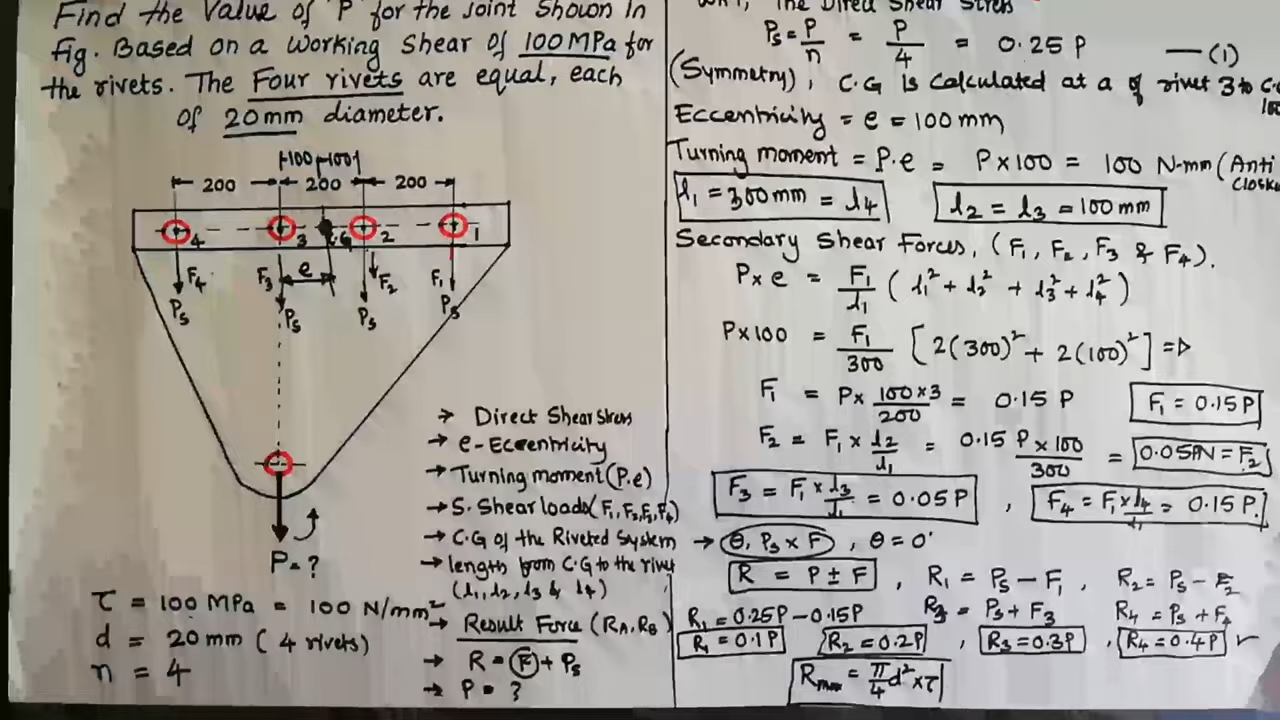 Find the Value of 'P' for the Joint Shown in
Fig. Based on a Working Shear of 100 MPa for
the rivets. The Four rivets are equal, each
of 20mm diameter.
100 100
200 200 200
4 3 CG 2 1
F4 F3 e F2 F1
Ps Ps Ps Ps
P = ?
→ Direct Shear Stress
→ e - Eccentricity
→ Turning moment (P.e)
→ S. Shear loads (F1, F2, F3, F4)
→ C.G of the Riveted System
→ length from C.G to the rivet
(l1, l2, l3 & l4)
→ Result Force (RA, RB)
→ R = F + Ps
→ P = ?
τ = 100 MPa = 100 N/mm²
d = 20 mm ( 4 rivets)
n = 4
The Direct Shear Stress
Ps = P/n = P/4 = 0.25 P — (1)
(Symmetry), C.G is Calculated at a of rivet 3 to
Eccentricity = e = 100 mm
Turning moment = P.e = P × 100 = 100 N-mm (Anti
l1 = 300 mm = l4 l2 = l3 = 100 mm
Secondary Shear Forces, (F1, F2, F3 & F4).
P × e = F1/l1 ( l1² + l2² + l3² + l4² )
P × 100 = F1/300 [ 2(300)² + 2(100)² ] ⇒
F1 = P × 100 × 3/200 = 0.15 P F1 = 0.15 P
F2 = F1 × l2/l1 = 0.15 P × 100/300 = 0.05PN = F2
F3 = F1 × l3/l1 = 0.05 P , F4 = F1 × l4/l1 = 0.15 P.
→ θ, Ps × F , θ = 0°
R = P ± F , R1 = Ps − F1 , R2 = Ps − F2
R1 = 0.25P − 0.15P R3 = Ps + F3 R4 = Ps + F4
R1 = 0.1P R2 = 0.2P , R3 = 0.3P , R4 = 0.4P
Rmax = π/4 d² × τ